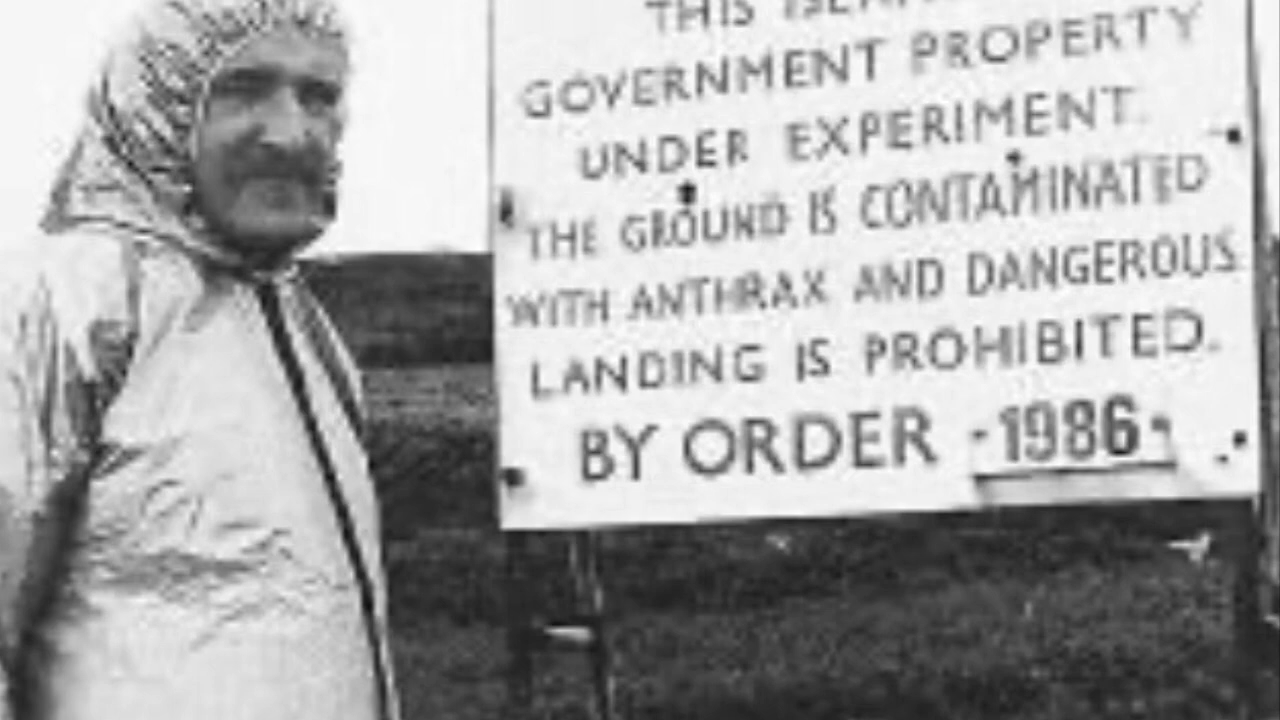 THIS IS
GOVERNMENT PROPERTY
UNDER EXPERIMENT.
THE GROUND IS CONTAMINATED
WITH ANTHRAX AND DANGEROUS
LANDING IS PROHIBITED.
BY ORDER 1986